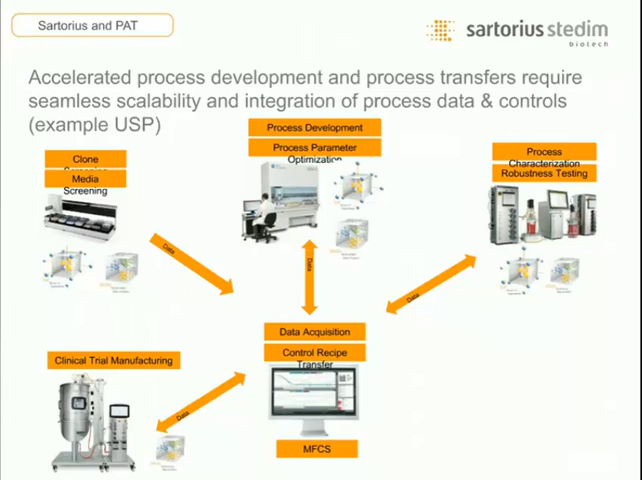 Sartorius and PAT
sartorius stedim
biotech
Accelerated process development and process transfers require
seamless scalability and integration of process data & controls
(example USP)
Process Development
Process Parameter
Optimization
Clone
Screening
Media
Screening
Process
Characterization
Robustness Testing
Data
Data
Data
Data Acquisition
Control Recipe
Transfer
MFCS
Clinical Trial Manufacturing
Data